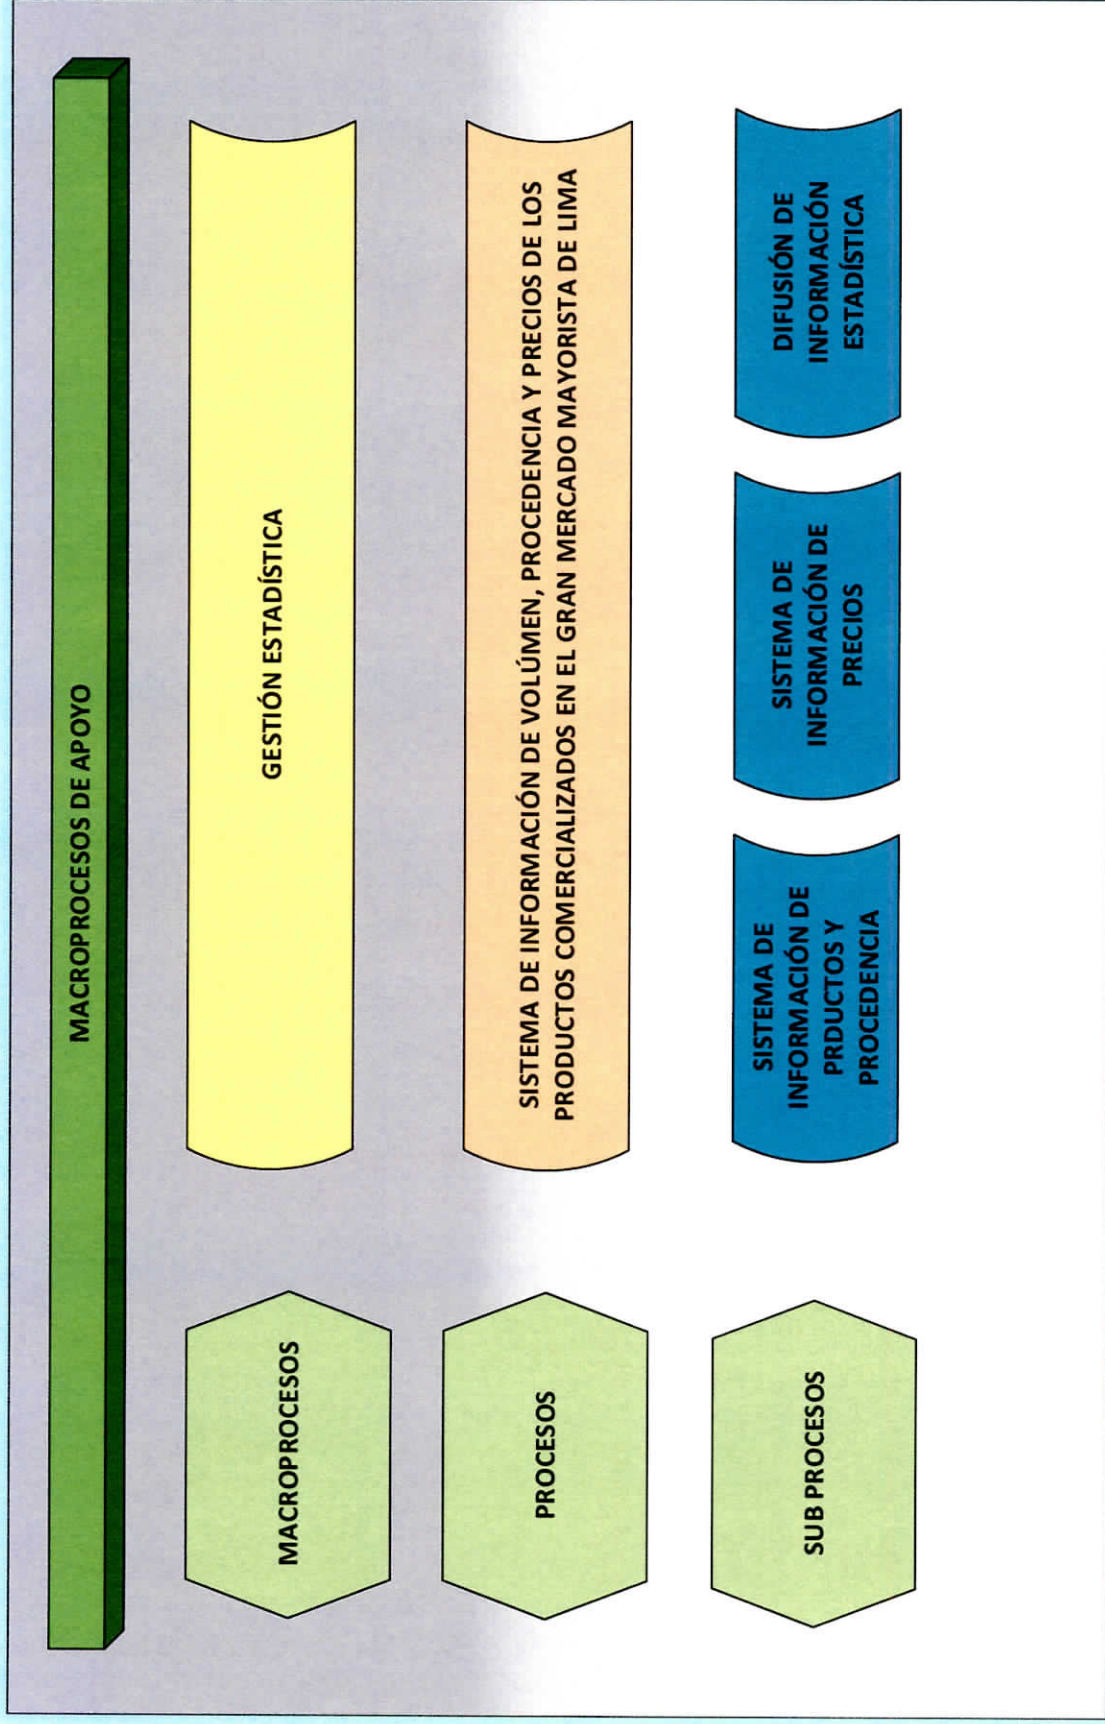 MACROPROCESOS DE APOYO
MACROPROCESOS
GESTIÓN ESTADÍSTICA
PROCESOS
SISTEMA DE INFORMACIÓN DE VOLÚMEN, PROCEDENCIA Y PRECIOS DE LOS
PRODUCTOS COMERCIALIZADOS EN EL GRAN MERCADO MAYORISTA DE LIMA
SUB PROCESOS
SISTEMA DE
INFORMACIÓN DE
PRDUCTOS Y
PROCEDENCIA
SISTEMA DE
INFORMACIÓN DE
PRECIOS
DIFUSIÓN DE
INFORMACIÓN
ESTADÍSTICA